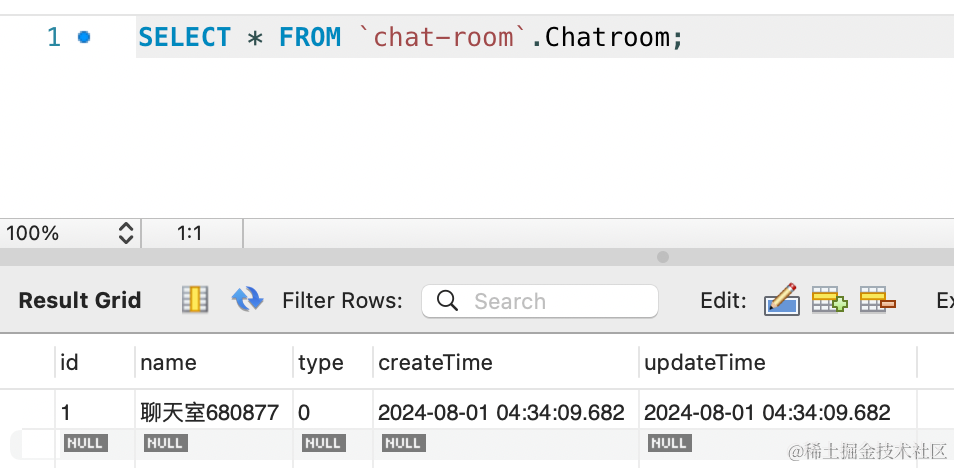 1 SELECT * FROM `chat-room`.Chatroom;
100% 1:1
Result Grid Filter Rows: Search Edit: Ex
id name type createTime updateTime
1 聊天室680877 0 2024-08-01 04:34:09.682 2024-08-01 04:34:09.682
NULL NULL NULL NULL NULL
@稀土掘金技术社区